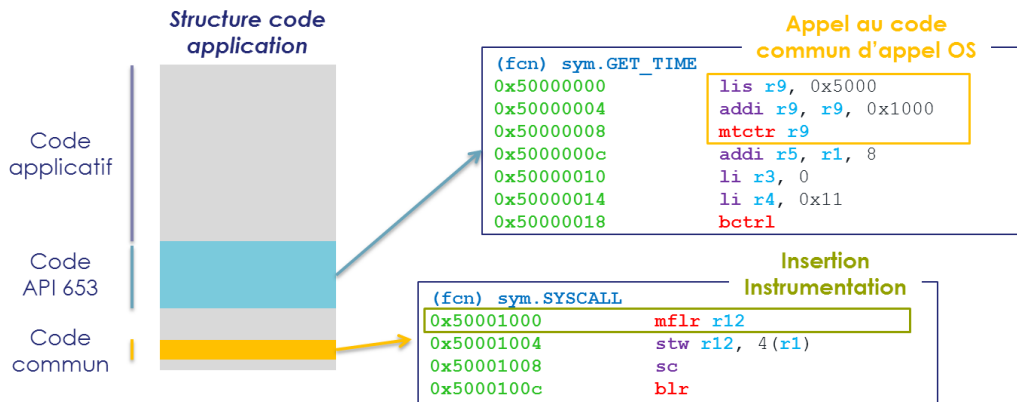 Structure code
application
Code
applicatif
Code
API 653
Code
commun
Appel au code
commun d'appel OS
(fcn) sym.GET_TIME
0x50000000 lis r9, 0x5000
0x50000004 addi r9, r9, 0x1000
0x50000008 mtctr r9
0x5000000c addi r5, r1, 8
0x50000010 li r3, 0
0x50000014 li r4, 0x11
0x50000018 bctrl
Insertion
Instrumentation
(fcn) sym.SYSCALL
0x50001000 mflr r12
0x50001004 stw r12, 4(r1)
0x50001008 sc
0x5000100c blr